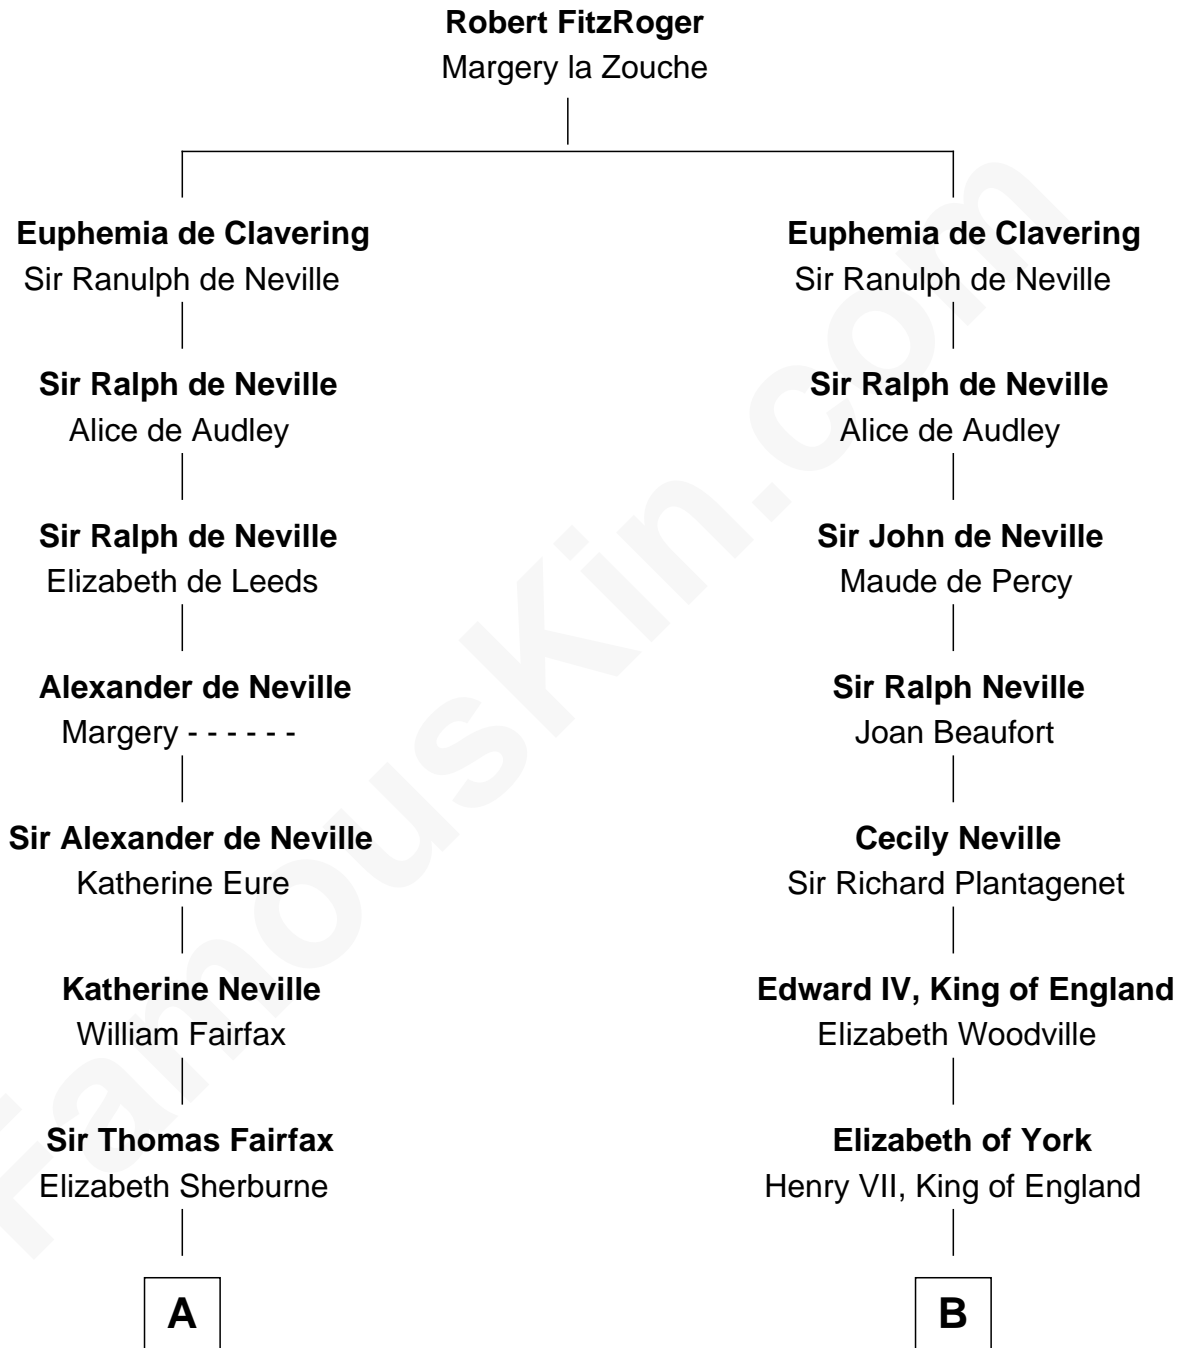 Robert FitzRoger
Margery la Zouche
Euphemia de Clavering
Sir Ranulph de Neville
Sir Ralph de Neville
Alice de Audley
Sir Ralph de Neville
Elizabeth de Leeds
Alexander de Neville
Margery - - - - - -
Sir Alexander de Neville
Katherine Eure
Katherine Neville
William Fairfax
Sir Thomas Fairfax
Elizabeth Sherburne
A
Euphemia de Clavering
Sir Ranulph de Neville
Sir Ralph de Neville
Alice de Audley
Sir John de Neville
Maude de Percy
Sir Ralph Neville
Joan Beaufort
Cecily Neville
Sir Richard Plantagenet
Edward IV, King of England
Elizabeth Woodville
Elizabeth of York
Henry VII, King of England
B
FamousKin.com